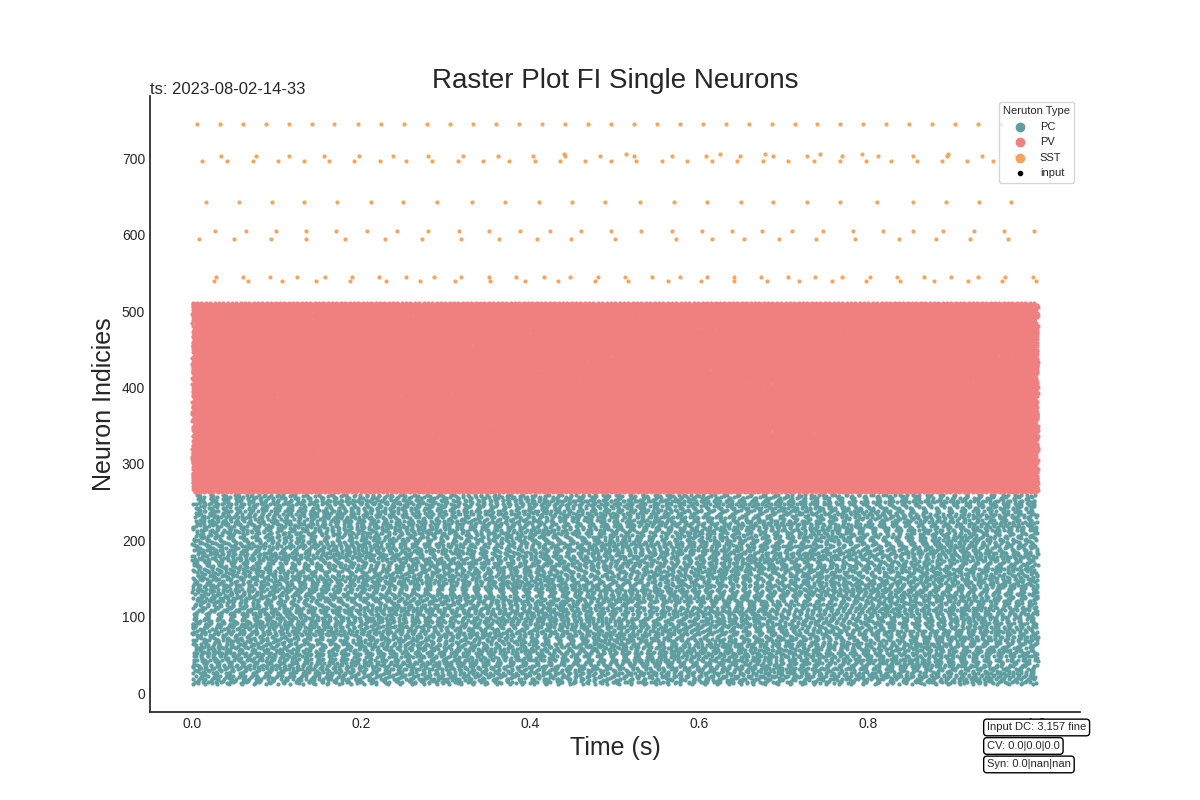 Raster Plot FI Single Neurons
ts: 2023-08-02-14-33
Neruton Type
PC
PV
SST
input
700
600
500
400
300
200
100
0
Neuron Indicies
0.0 0.2 0.4 0.6 0.8
Time (s)
Input DC: 3,157 fine
CV: 0.0|0.0|0.0
Syn: 0.0|nan|nan